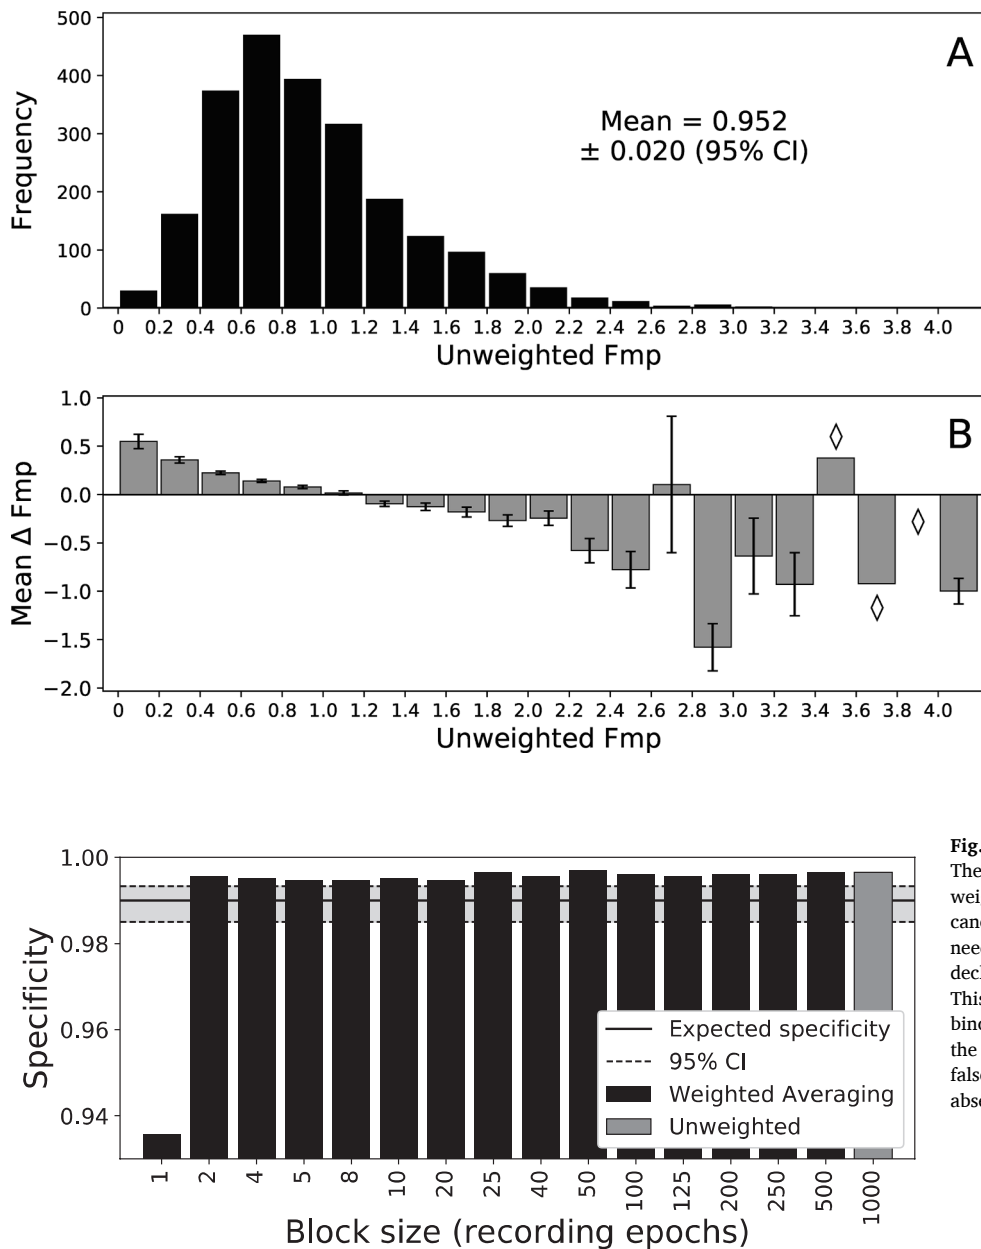 A
Mean = 0.952
± 0.020 (95% CI)
Frequency
500
400
300
200
100
0
0 0.2 0.4 0.6 0.8 1.0 1.2 1.4 1.6 1.8 2.0 2.2 2.4 2.6 2.8 3.0 3.2 3.4 3.6 3.8 4.0
Unweighted Fmp
B
Mean Δ Fmp
1.0
0.5
0.0
−0.5
−1.0
−1.5
−2.0
0 0.2 0.4 0.6 0.8 1.0 1.2 1.4 1.6 1.8 2.0 2.2 2.4 2.6 2.8 3.0 3.2 3.4 3.6 3.8 4.0
Unweighted Fmp
Specificity
1.00
0.98
0.96
0.94
Expected specificity
95% CI
Weighted Averaging
Unweighted
1 2 4 5 8 10 20 25 40 50 100 125 200 250 500 1000
Block size (recording epochs)
Fig.
The
weig
need
This
the
false